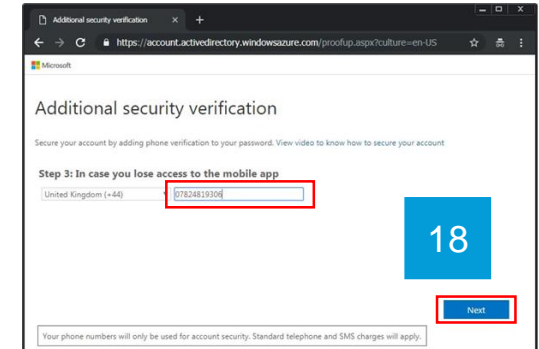 Additional security verification
https://account.activedirectory.windowsazure.com/proofup.aspx?culture=en-US
Microsoft
Additional security verification
Secure your account by adding phone verification to your password. View video to know how to secure your account
Step 3: In case you lose access to the mobile app
United Kingdom (+44)
07824819306
18
Next
Your phone numbers will only be used for account security. Standard telephone and SMS charges will apply.